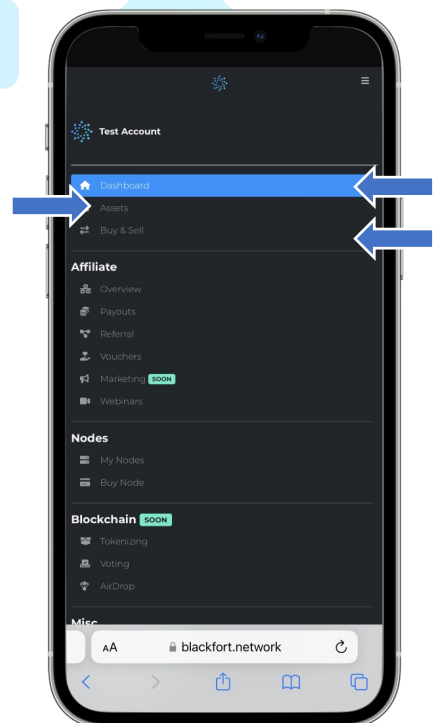 Test Account
Dashboard
Assets
Buy & Sell
Affiliate
Overview
Payouts
Referral
Vouchers
Marketing SOON
Webinars
Nodes
My Nodes
Buy Node
Blockchain SOON
Tokenizing
Voting
AirDrop
Misc
AA blackfort.network